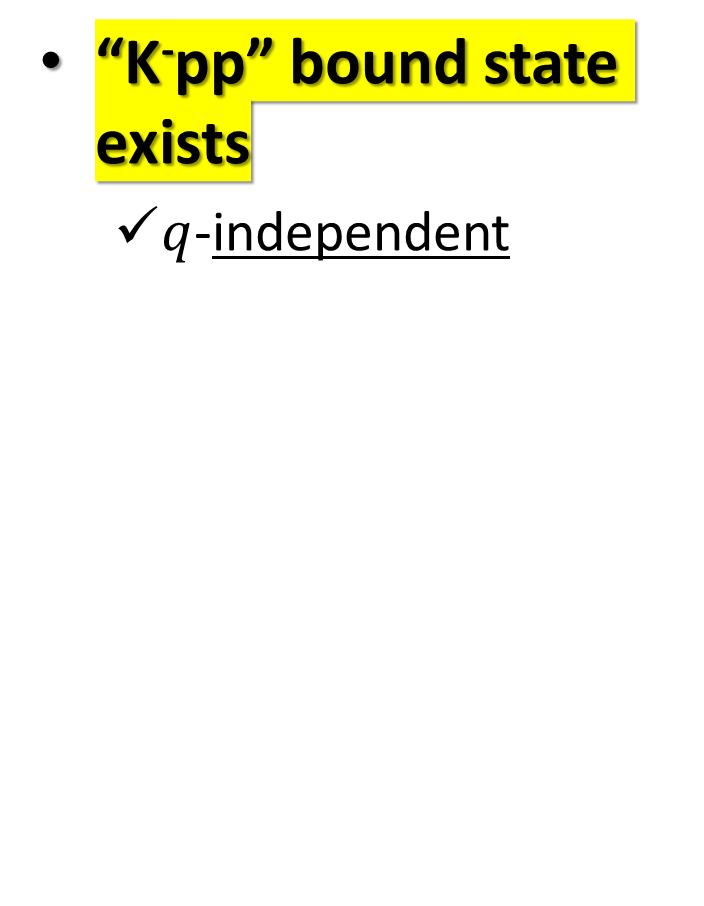 • “K⁻pp” bound state
exists
✓ q-independent